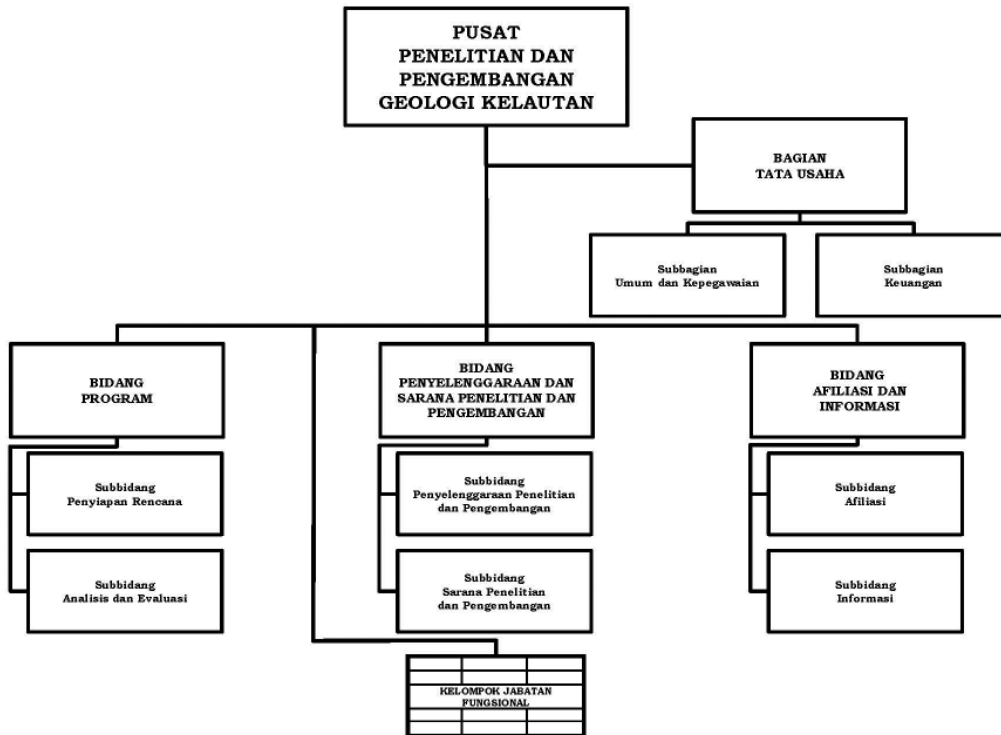 PUSAT
PENELITIAN DAN
PENGEMBANGAN
GEOLOGI KELAUTAN
BAGIAN
TATA USAHA
Subbagian
Umum dan Kepegawaian
Subbagian
Keuangan
BIDANG
PROGRAM
BIDANG
PENYELENGGARAAN DAN
SARANA PENELITIAN DAN
PENGEMBANGAN
BIDANG
AFILIASI DAN
INFORMASI
Subbidang
Penyiapan Rencana
Subbidang
Penyelenggaraan Penelitian
dan Pengembangan
Subbidang
Afiliasi
Subbidang
Analisis dan Evaluasi
Subbidang
Sarana Penelitian
dan Pengembangan
Subbidang
Informasi
KELOMPOK JABATAN
FUNGSIONAL